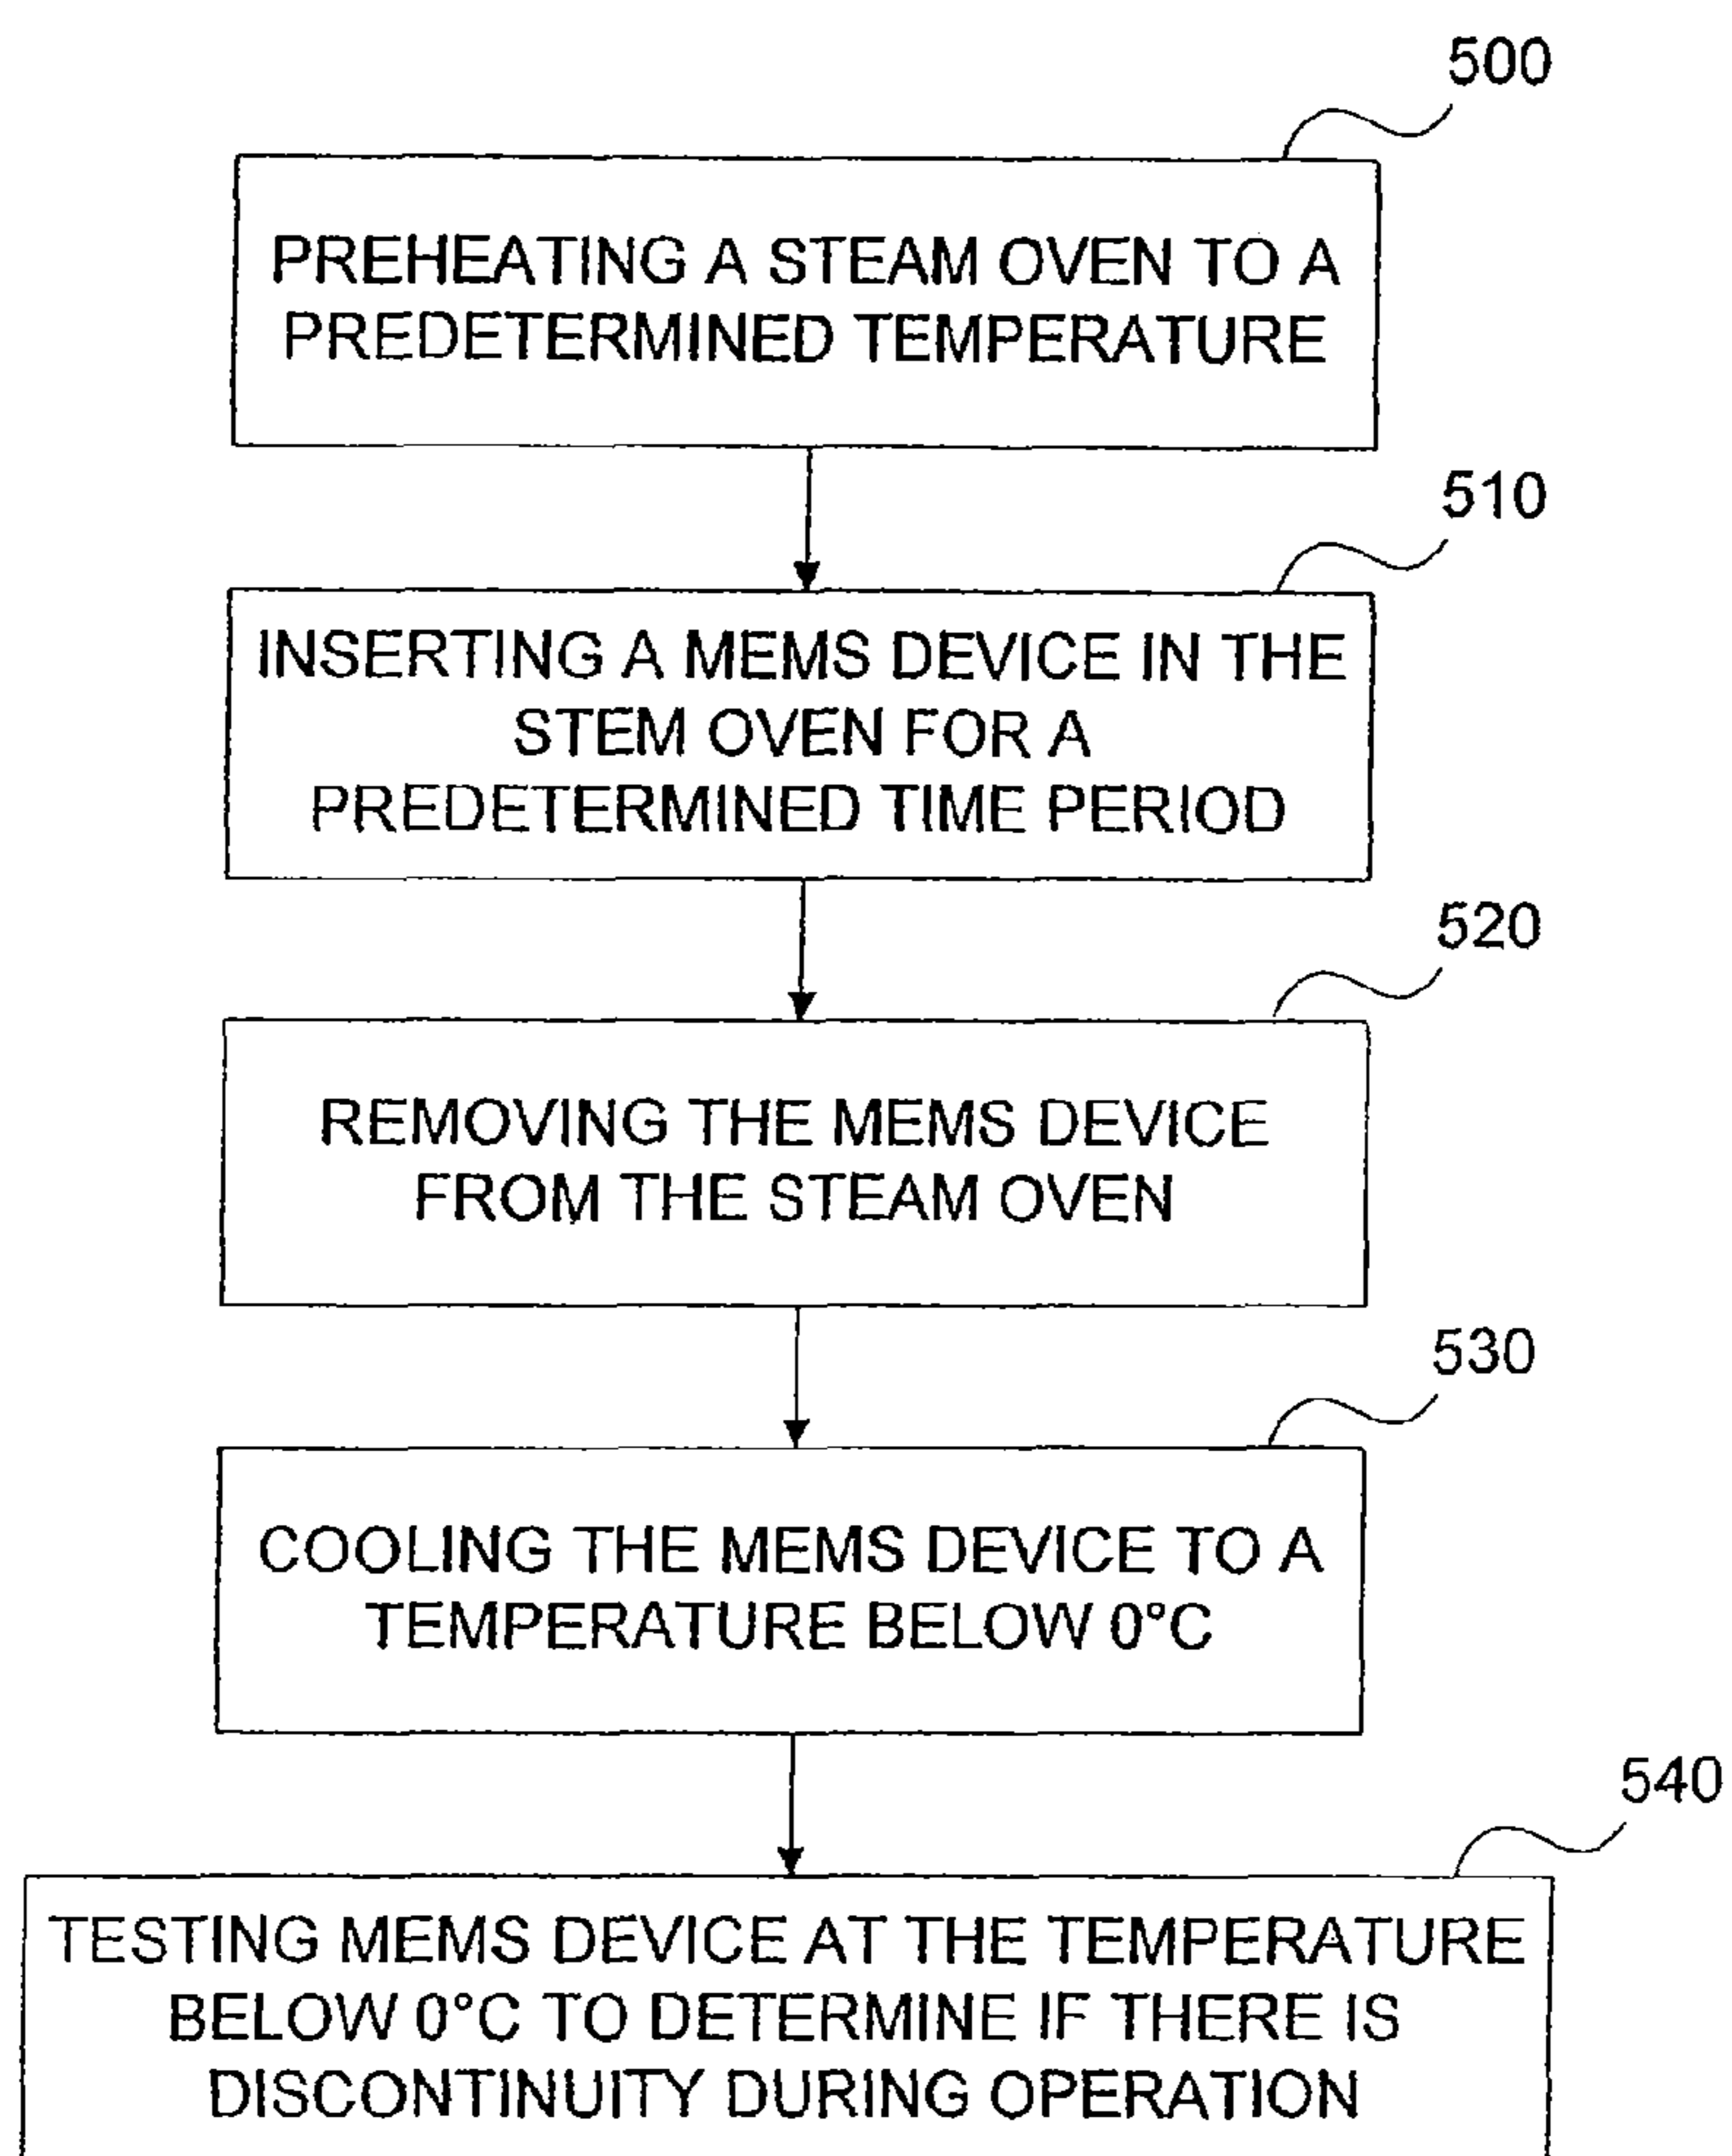 500
PREHEATING A STEAM OVEN TO A
PREDETERMINED TEMPERATURE
510
INSERTING A MEMS DEVICE IN THE
STEM OVEN FOR A
PREDETERMINED TIME PERIOD
520
REMOVING THE MEMS DEVICE
FROM THE STEAM OVEN
530
COOLING THE MEMS DEVICE TO A
TEMPERATURE BELOW 0°C
540
TESTING MEMS DEVICE AT THE TEMPERATURE
BELOW 0°C TO DETERMINE IF THERE IS
DISCONTINUITY DURING OPERATION